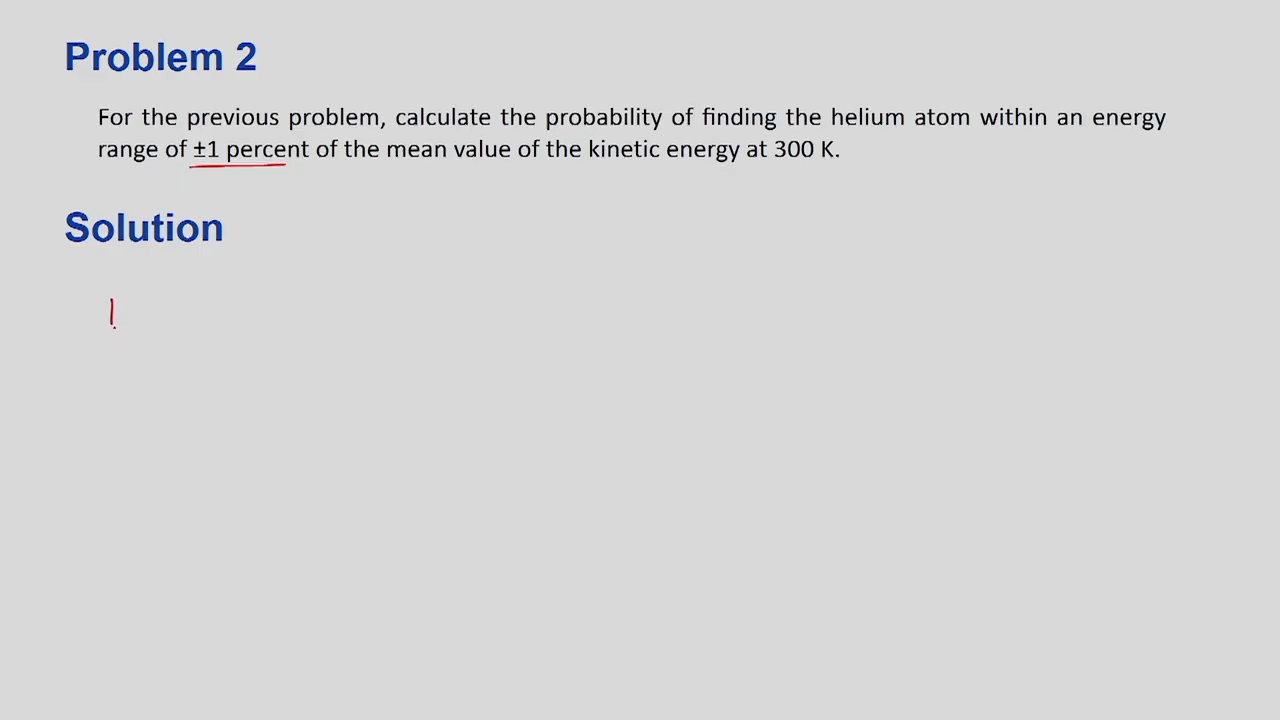 Problem 2
For the previous problem, calculate the probability of finding the helium atom within an energy
range of ±1 percent of the mean value of the kinetic energy at 300 K.
Solution